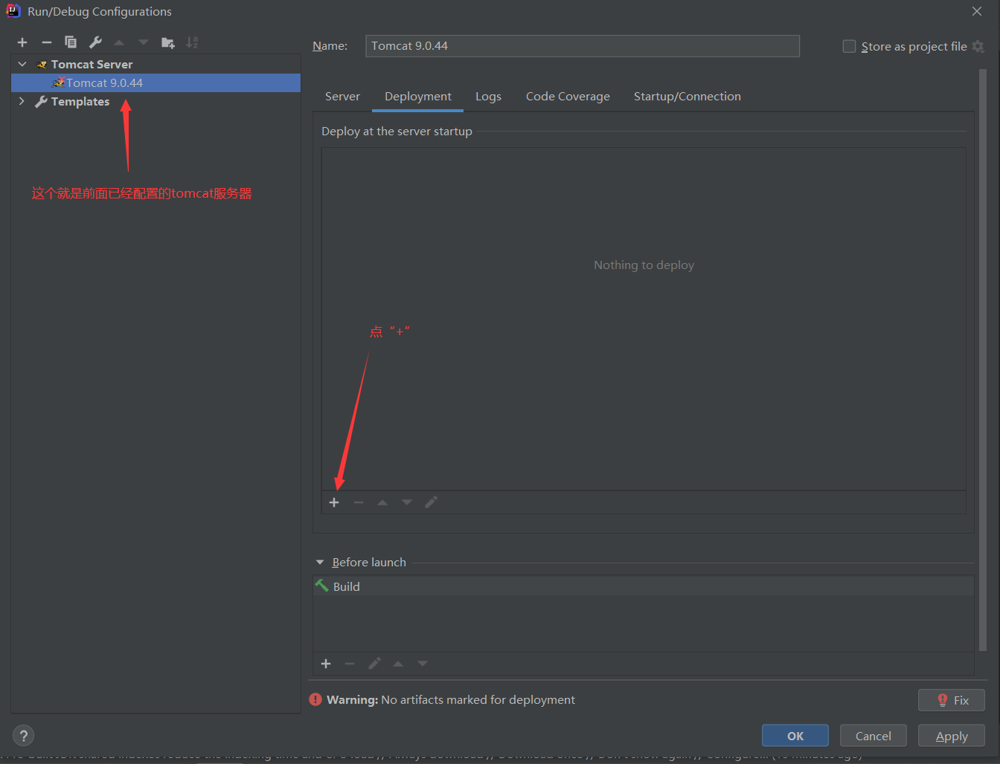 Run/Debug Configurations
Name:
Tomcat 9.0.44
Store as project file
Tomcat Server
Tomcat 9.0.44
Templates
Server
Deployment
Logs
Code Coverage
Startup/Connection
Deploy at the server startup
这个就是前面已经配置的tomcat服务器
Nothing to deploy
点“+”
Before launch
Build
Warning: No artifacts marked for deployment
Fix
?
OK
Cancel
Apply